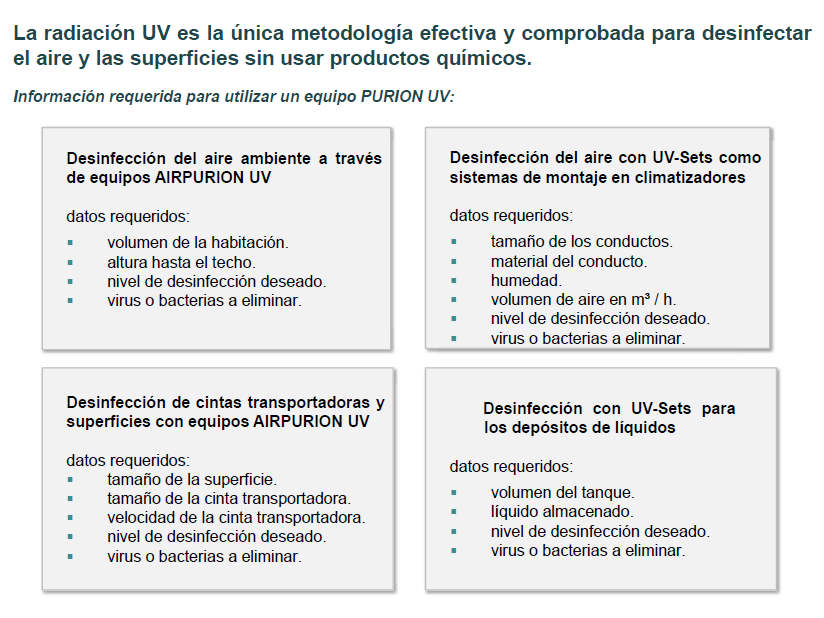 La radiación UV es la única metodología efectiva y comprobada para desinfectar
el aire y las superficies sin usar productos químicos.
Información requerida para utilizar un equipo PURION UV:
Desinfección del aire ambiente a través
de equipos AIRPURION UV
datos requeridos:
▪ volumen de la habitación.
▪ altura hasta el techo.
▪ nivel de desinfección deseado.
▪ virus o bacterias a eliminar.
Desinfección del aire con UV-Sets como
sistemas de montaje en climatizadores
datos requeridos:
▪ tamaño de los conductos.
▪ material del conducto.
▪ humedad.
▪ volumen de aire en m³ / h.
▪ nivel de desinfección deseado.
▪ virus o bacterias a eliminar.
Desinfección de cintas transportadoras y
superficies con equipos AIRPURION UV
datos requeridos:
▪ tamaño de la superficie.
▪ tamaño de la cinta transportadora.
▪ velocidad de la cinta transportadora.
▪ nivel de desinfección deseado.
▪ virus o bacterias a eliminar.
Desinfección con UV-Sets para
los depósitos de líquidos
datos requeridos:
▪ volumen del tanque.
▪ líquido almacenado.
▪ nivel de desinfección deseado.
▪ virus o bacterias a eliminar.